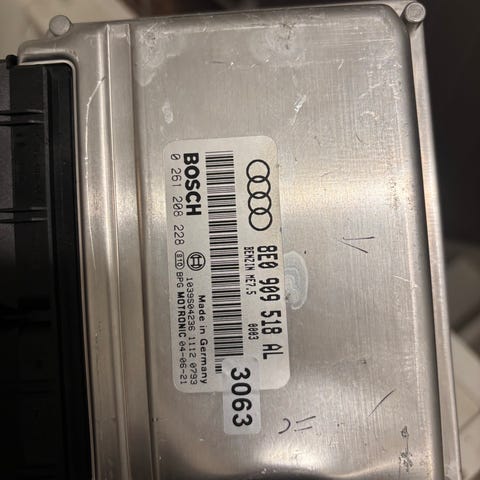 8E0 909 518 AL
BENZIN ME7.5 0003
BOSCH
0 261 208 228
Made in Germany
1039S04236 1112 0793
STD BPG MOTRONIC 04-06-21
3063